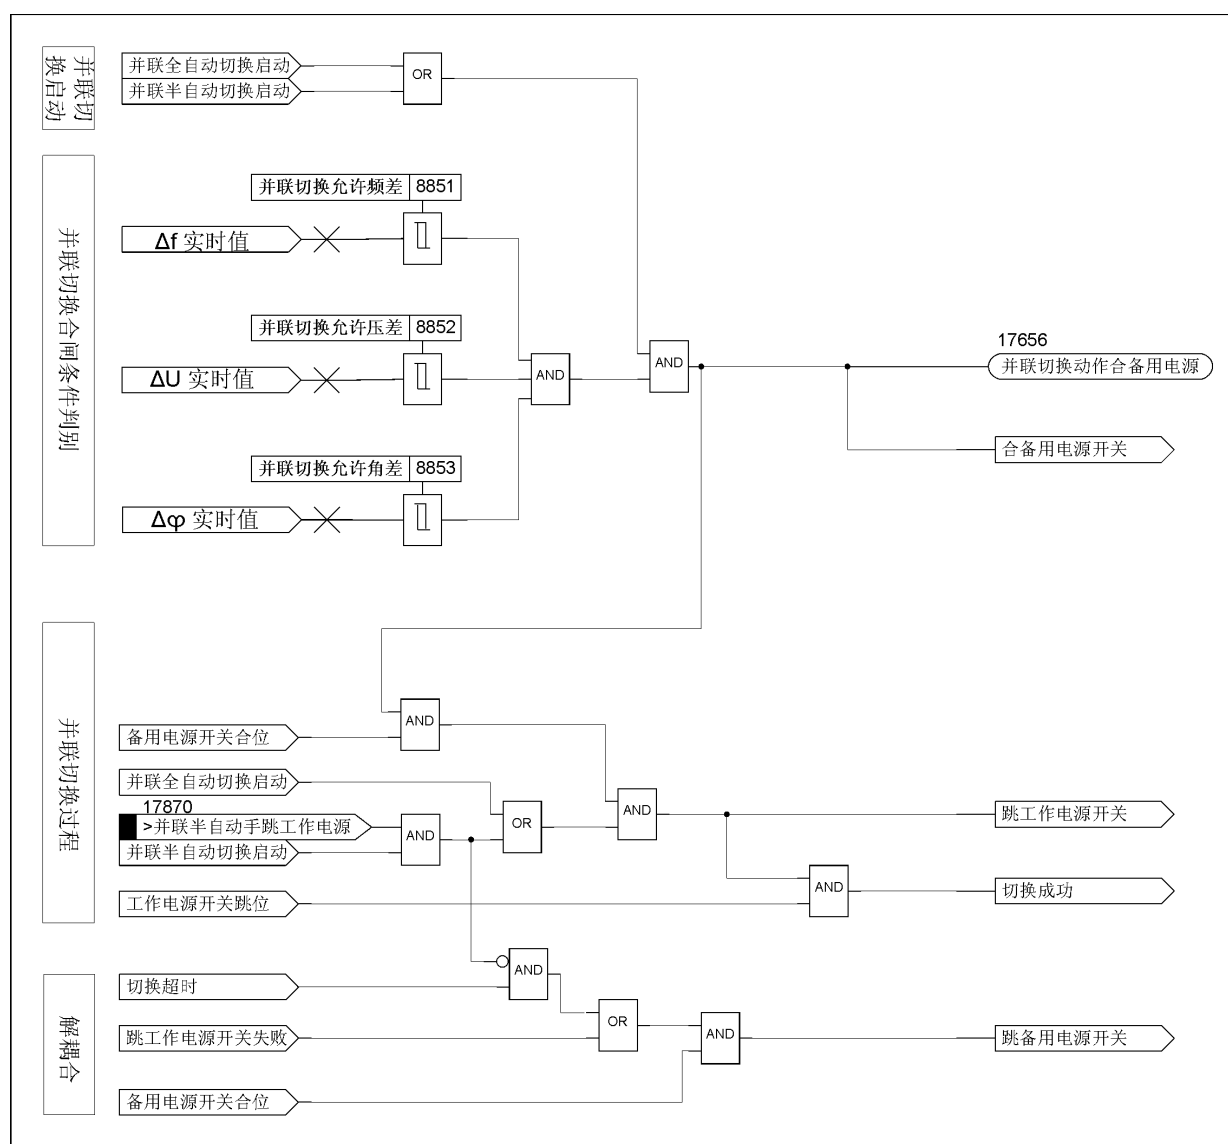 并联切换启动
并联全自动切换启动
OR
并联半自动切换启动
并联切换合闸条件判别
并联切换允许频差 8851
Δf 实时值
并联切换允许压差 8852
ΔU 实时值
AND
AND
17656
并联切换动作合备用电源
合备用电源开关
并联切换允许角差 8853
Δφ 实时值
并联切换过程
AND
备用电源开关合位
并联全自动切换启动
17870
>并联半自动手跳工作电源
AND
OR
AND
跳工作电源开关
并联半自动切换启动
工作电源开关跳位
AND
切换成功
解耦合
AND
切换超时
OR
跳工作电源开关失败
AND
跳备用电源开关
备用电源开关合位